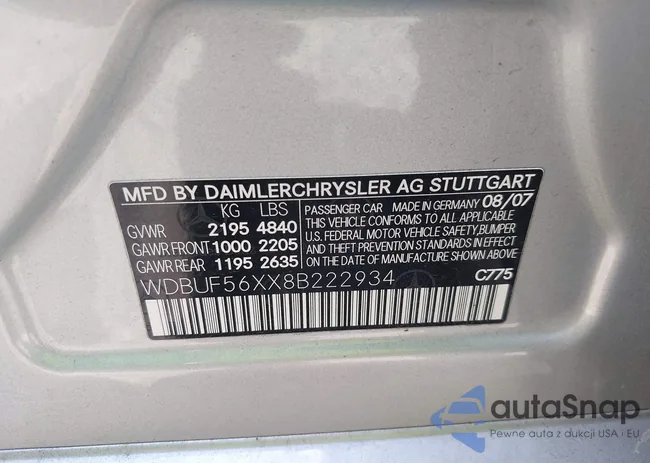 MFD BY DAIMLERCHRYSLER AG STUTTGART
KG LBS
GVWR 2195 4840
GAWR FRONT 1000 2205
GAWR REAR 1195 2635
PASSENGER CAR MADE IN GERMANY 08/07
THIS VEHICLE CONFORMS TO ALL APPLICABLE
U.S. FEDERAL MOTOR VEHICLE SAFETY, BUMPER
AND THEFT PREVENTION STANDARDS IN EFFECT
ON THE DATE OF MANUFACTURE SHOWN ABOVE
WDBUF56XX8B222934
C775
autaSnap
Pewne auta z dukcji USA i EU